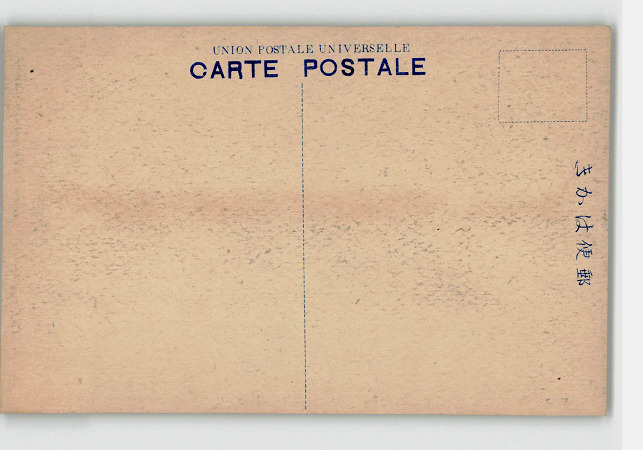 UNION POSTALE UNIVERSELLE
CARTE POSTALE
きかは便郵